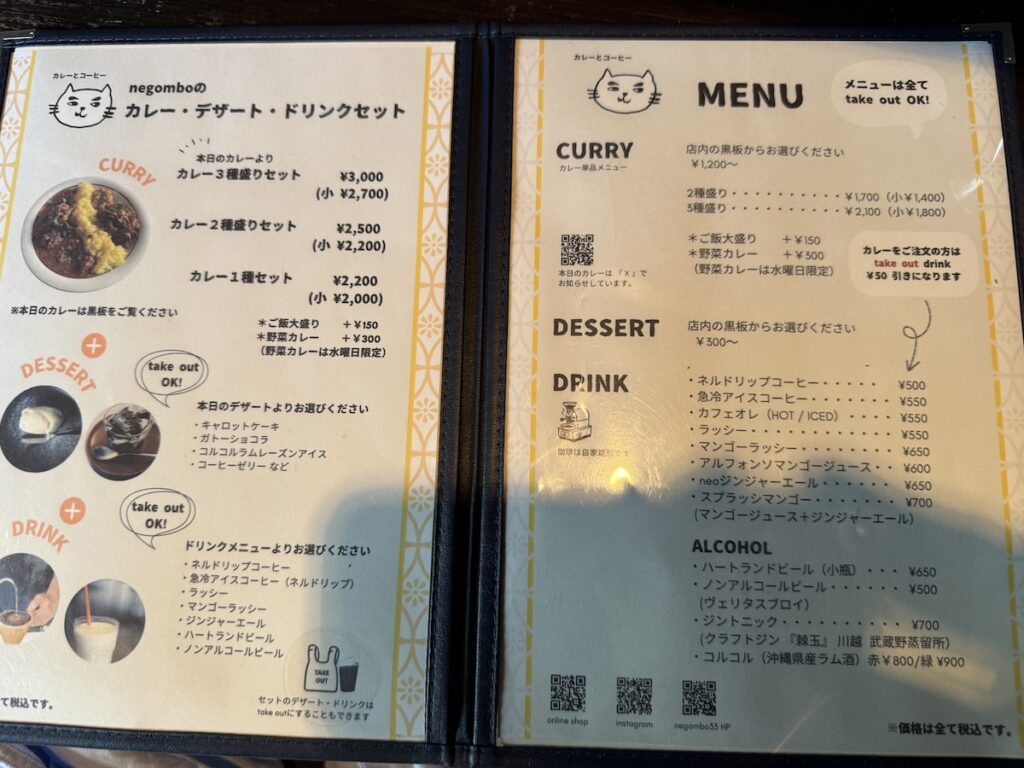 カレーとコーヒー
negomboの
カレー・デザート・ドリンクセット
CURRY
本日のカレーより
カレー３種盛りセット ¥3,000
(小 ¥2,700)
カレー２種盛りセット ¥2,500
(小 ¥2,200)
カレー１種セット ¥2,200
(小 ¥2,000)
※本日のカレーは黒板をご覧ください
＊ご飯大盛り ＋￥150
＊野菜カレー ＋￥300
（野菜カレーは水曜日限定）
+
DESSERT
take out
OK!
本日のデザートよりお選びください
・キャロットケーキ
・ガトーショコラ
・コルコルラムレーズンアイス
・コーヒーゼリー など
+
DRINK
take out
OK!
ドリンクメニューよりお選びください
・ネルドリップコーヒー
・急冷アイスコーヒー（ネルドリップ）
・ラッシー
・マンゴーラッシー
・ジンジャーエール
・ハートランドビール
・ノンアルコールビール
TAKE
OUT
セットのデザート・ドリンクは
take outにすることもできます
て税込です。
カレーとコーヒー
MENU
メニューは全て
take out OK!
CURRY
カレー単品メニュー
店内の黒板からお選びください
￥1,200～
2種盛り・・・・・・・・・・￥1,700（小￥1,400）
3種盛り・・・・・・・・・・￥2,100（小￥1,800）
＊ご飯大盛り ＋￥150
＊野菜カレー ＋￥300
（野菜カレーは水曜日限定）
本日のカレーは 『X』で
お知らせしています。
カレーをご注文の方は
take out drink
￥50 引きになります
DESSERT
店内の黒板からお選びください
￥300～
DRINK
珈琲は自家焙煎です
・ネルドリップコーヒー・・・・・ ¥500
・急冷アイスコーヒー・・・・・・ ¥550
・カフェオレ（HOT / ICED）・・・ ¥550
・ラッシー・・・・・・・・・・・ ¥550
・マンゴーラッシー・・・・・・・ ¥650
・アルフォンソマンゴージュース・・ ¥600
・neoジンジャーエール・・・・・・ ¥650
・スプラッシュマンゴー・・・・・・ ¥700
(マンゴージュース＋ジンジャーエール）
ALCOHOL
・ハートランドビール（小瓶）・・・ ¥650
・ノンアルコールビール・・・・・ ¥500
（ヴェリタスブロイ）
・ジントニック・・・・・・・・・・ ¥700
（クラフトジン『棘玉』川越 武蔵野蒸留所）
・コルコル（沖縄県産ラム酒）赤￥800/緑 ¥900
online shop
instagram
negombo33 HP
※価格は全て税込です。